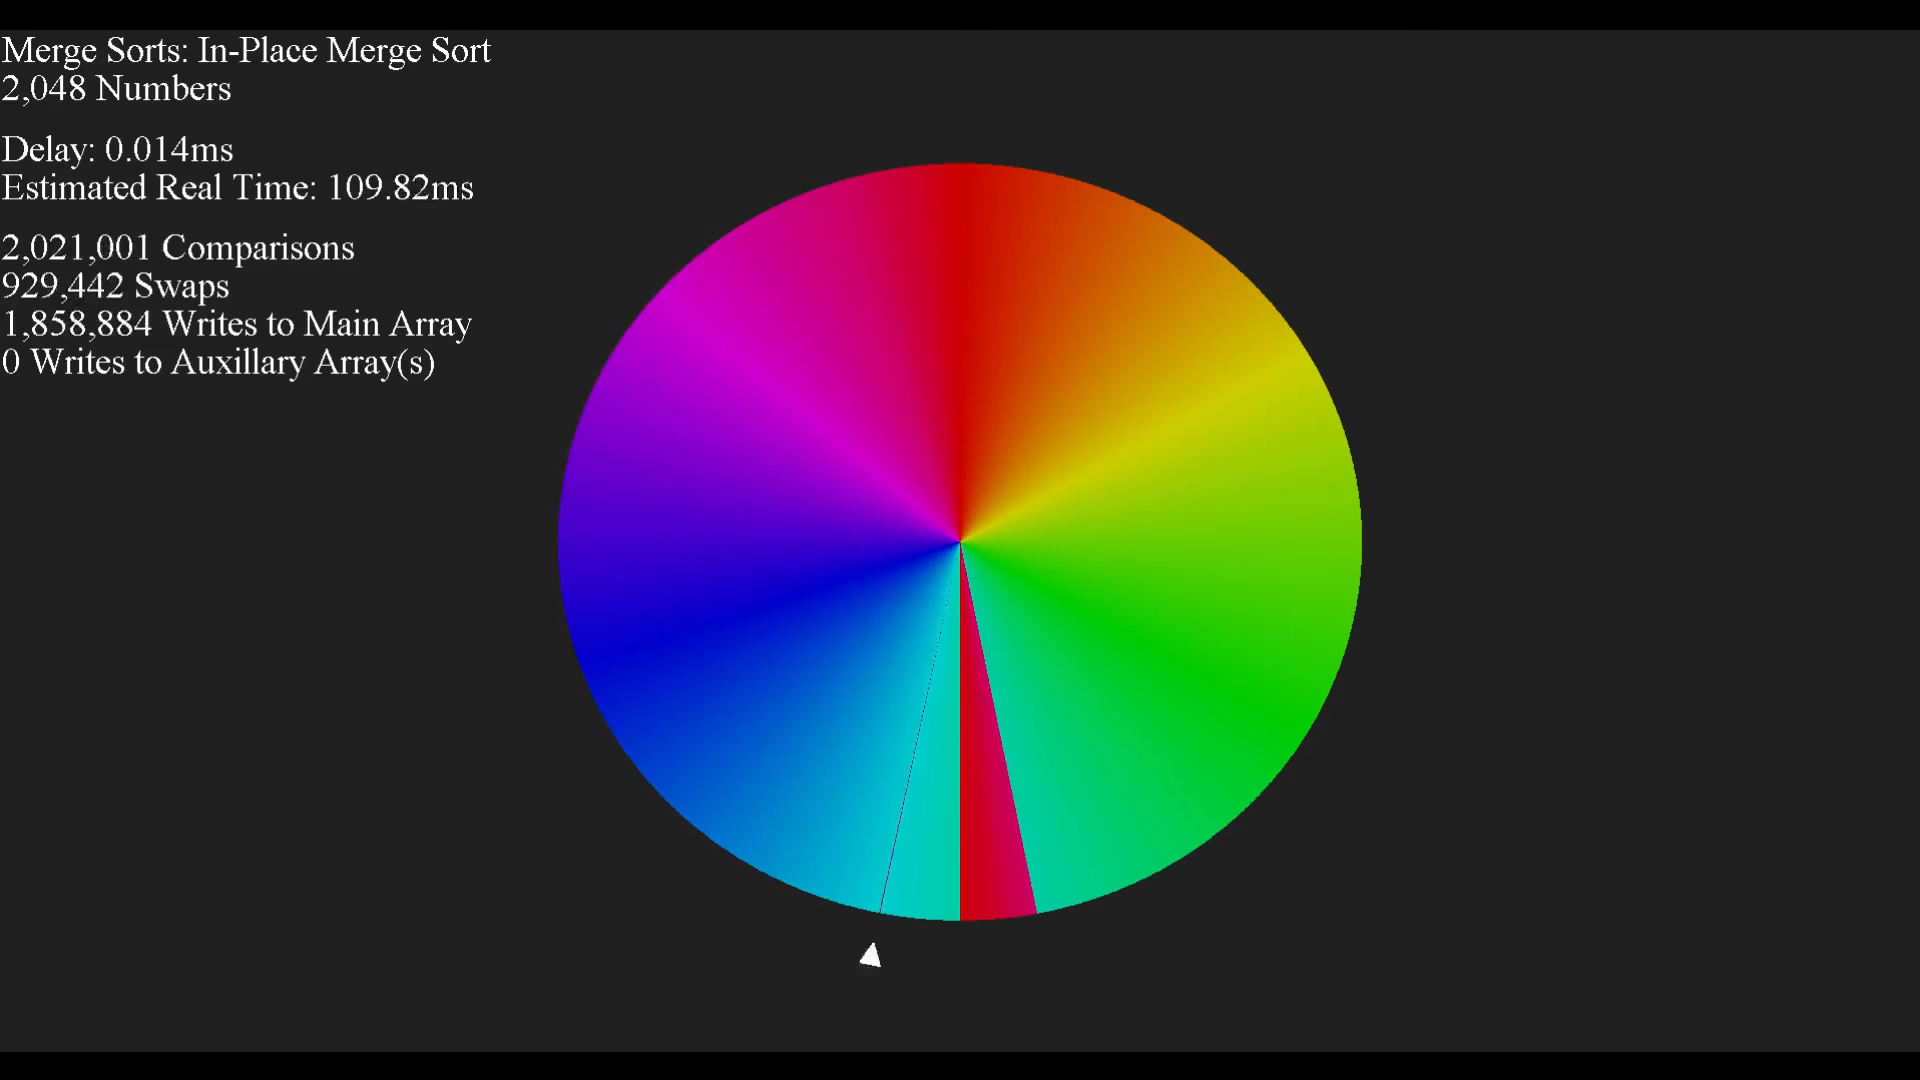 Merge Sorts: In-Place Merge Sort
2,048 Numbers
Delay: 0.014ms
Estimated Real Time: 109.82ms
2,021,001 Comparisons
929,442 Swaps
1,858,884 Writes to Main Array
0 Writes to Auxillary Array(s)